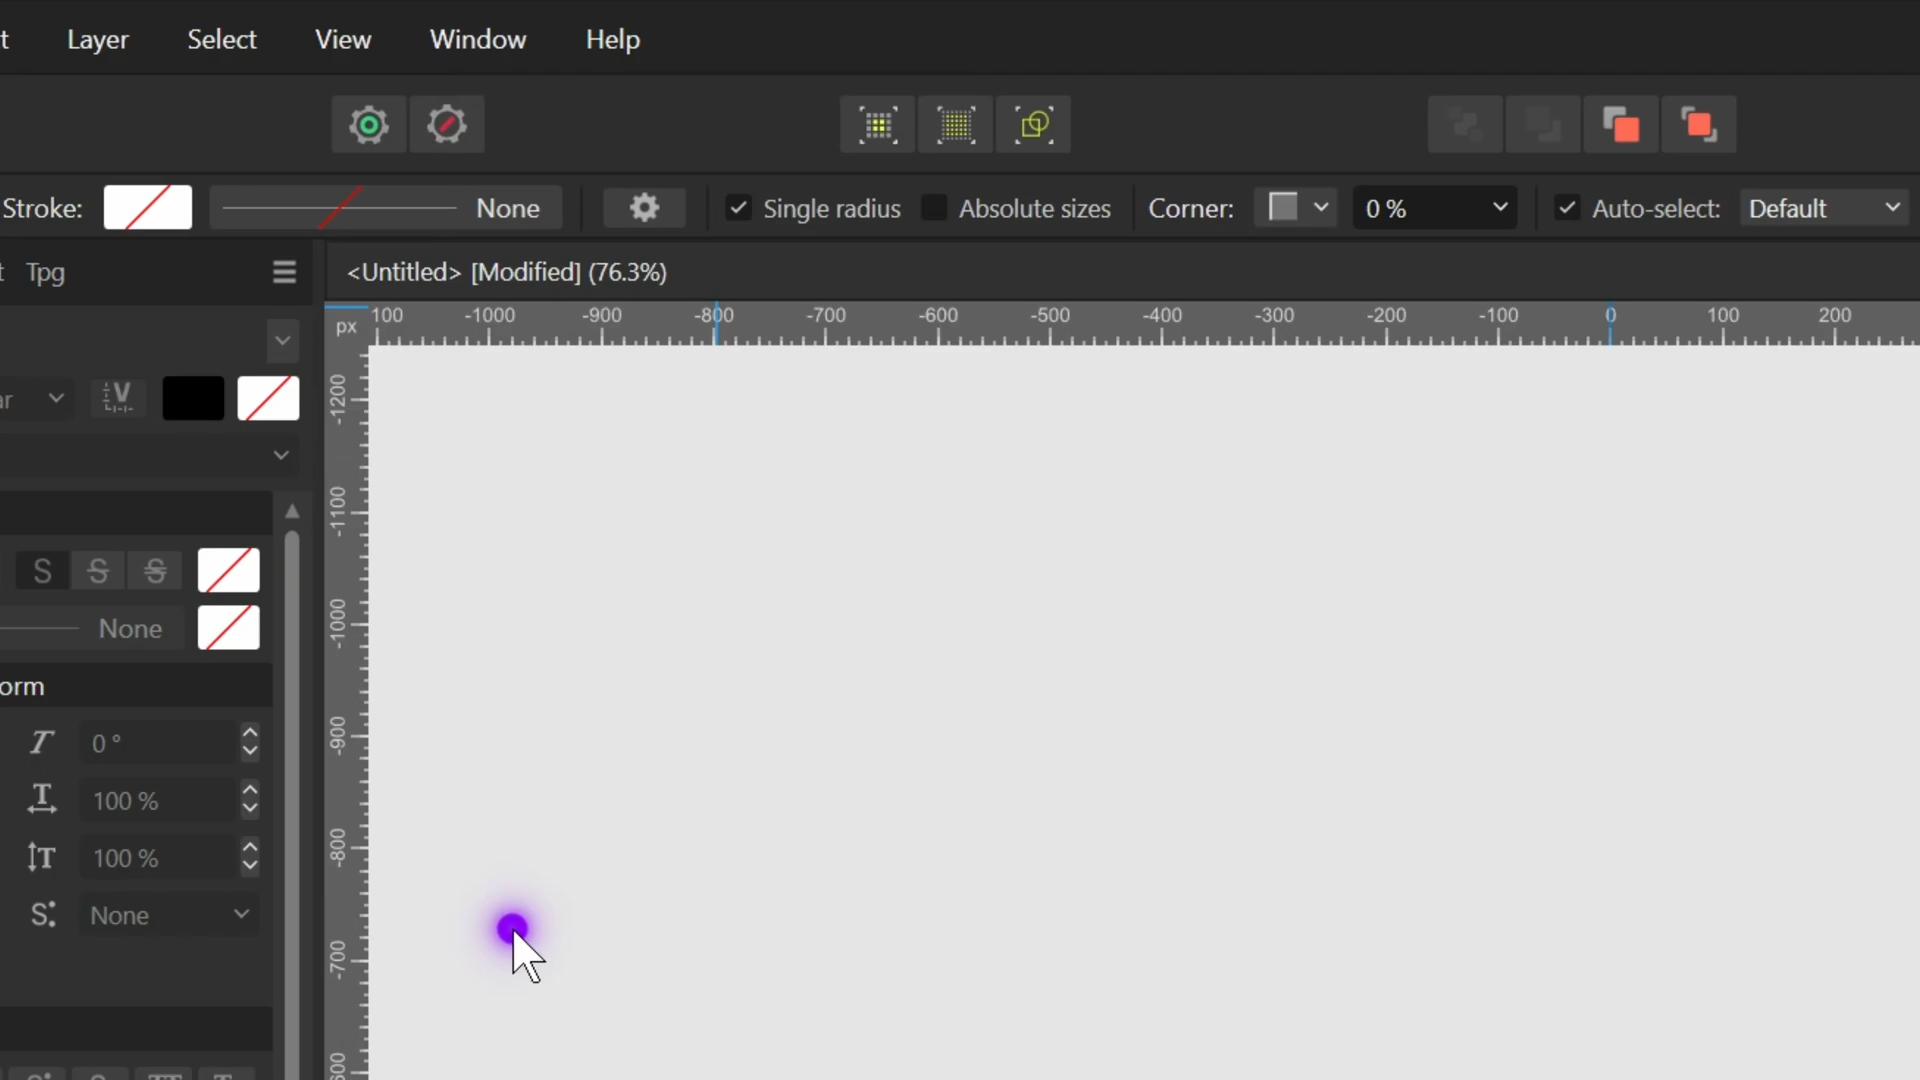 t Layer Select View Window Help
Stroke: None Single radius Absolute sizes Corner: 0 % Auto-select: Default
t Tpg
<Untitled> [Modified] (76.3%)
px 100 -1000 -900 -800 -700 -600 -500 -400 -300 -200 -100 0 100 200
ar
-1200
-1100
S S S
-1000
None
orm
-900
0 °
100 %
-800
100 %
None
-700